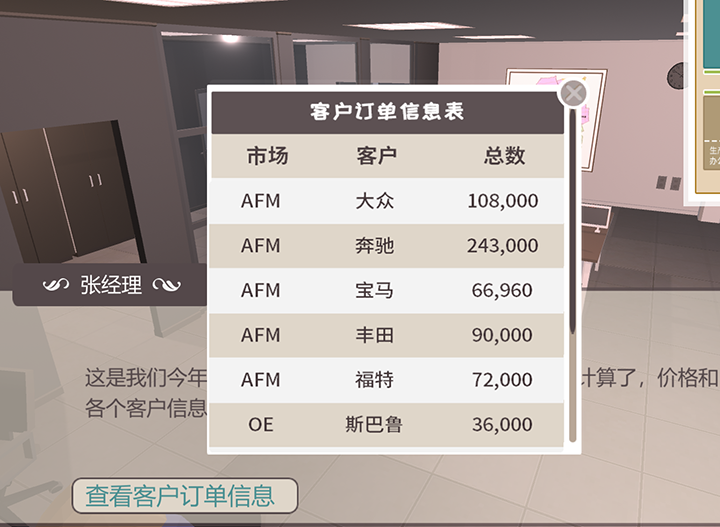 客户订单信息表
市场 客户 总数
AFM 大众 108,000
AFM 奔驰 243,000
AFM 宝马 66,960
AFM 丰田 90,000
AFM 福特 72,000
OE 斯巴鲁 36,000
张经理
这是我们今年 计算了，价格和
各个客户信息
查看客户订单信息